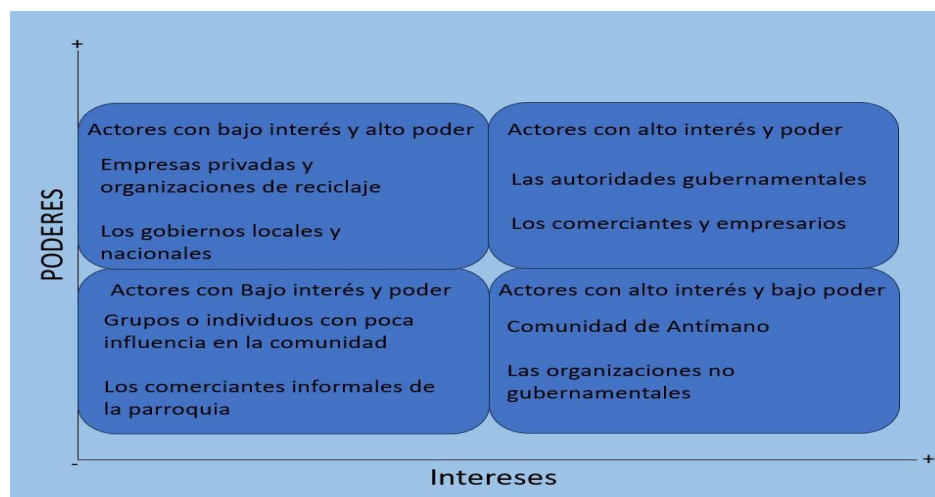 +
PODERES
Actores con bajo interés y alto poder
Empresas privadas y
organizaciones de reciclaje
Los gobiernos locales y
nacionales
Actores con alto interés y poder
Las autoridades gubernamentales
Los comerciantes y empresarios
Actores con Bajo interés y poder
Grupos o individuos con poca
influencia en la comunidad
Los comerciantes informales de
la parroquia
Actores con alto interés y bajo poder
Comunidad de Antímano
Las organizaciones no
gubernamentales
-
+
Intereses